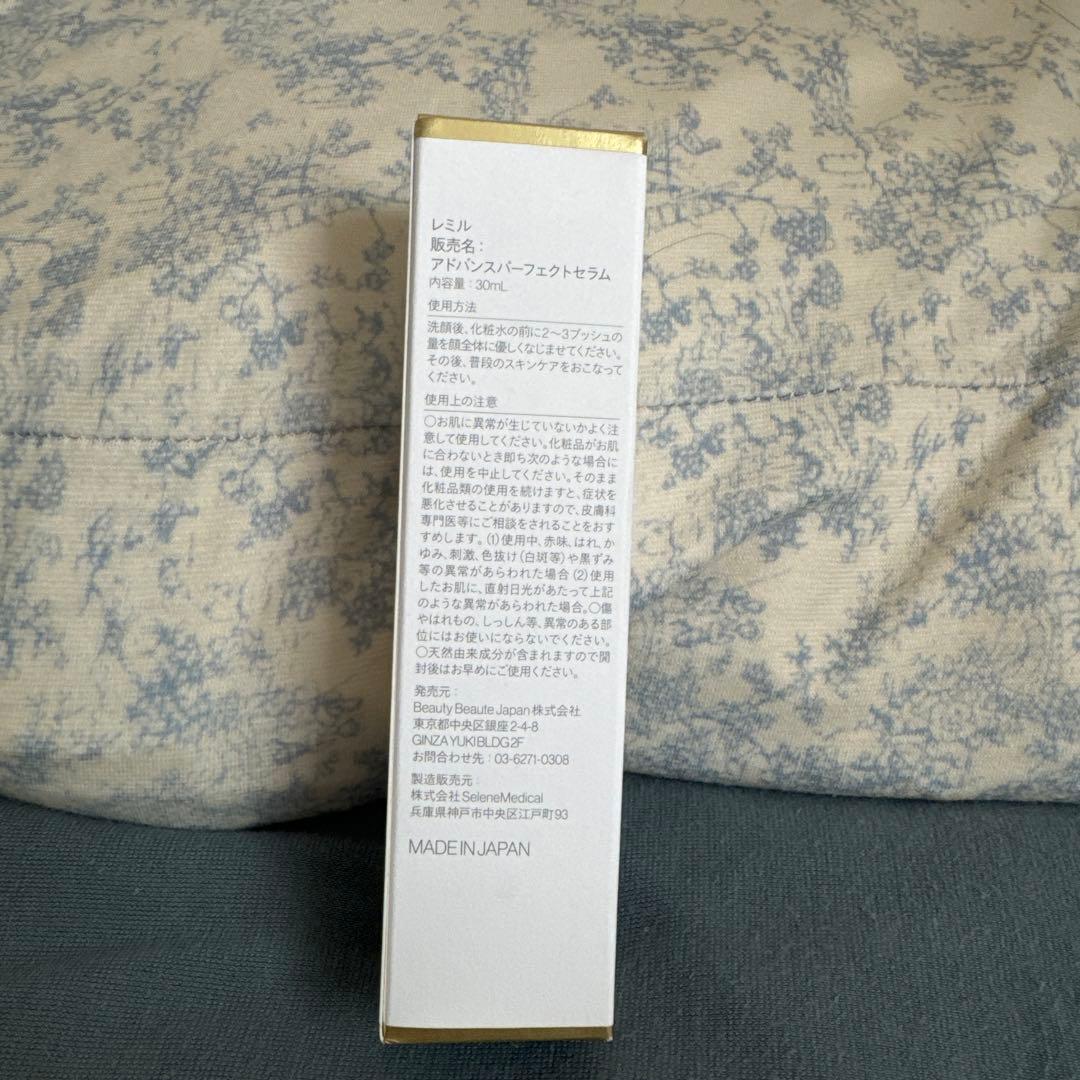 レミル
販売名：
アドバンスパーフェクトセラム
内容量：30mL
使用方法
洗顔後、化粧水の前に2〜3プッシュの
量を顔全体に優しくなじませてください。
その後、普段のスキンケアをおこなって
ください。
使用上の注意
○お肌に異常が生じていないかよく注
意して使用してください。化粧品がお肌
に合わないとき即ち次のような場合に
は、使用を中止してください。そのまま
化粧品類の使用を続けますと、症状を
悪化させることがありますので、皮膚科
専門医等にご相談をされることをおす
すめします。(1)使用中、赤味、はれ、か
ゆみ、刺激、色抜け(白斑等)や黒ずみ
等の異常があらわれた場合(2)使用
したお肌に、直射日光があたって上記
のような異常があらわれた場合。○傷
やはれもの、しっしん等、異常のある部
位にはお使いにならないでください。
○天然由来成分が含まれますので開
封後はお早めにご使用ください。
発売元：
Beauty Beaute Japan 株式会社
東京都中央区銀座2-4-8
GINZA YUKI BLDG 2F
お問合わせ先：03-6271-0308
製造販売元：
株式会社SeleneMedical
兵庫県神戸市中央区江戸町93
MADE IN JAPAN